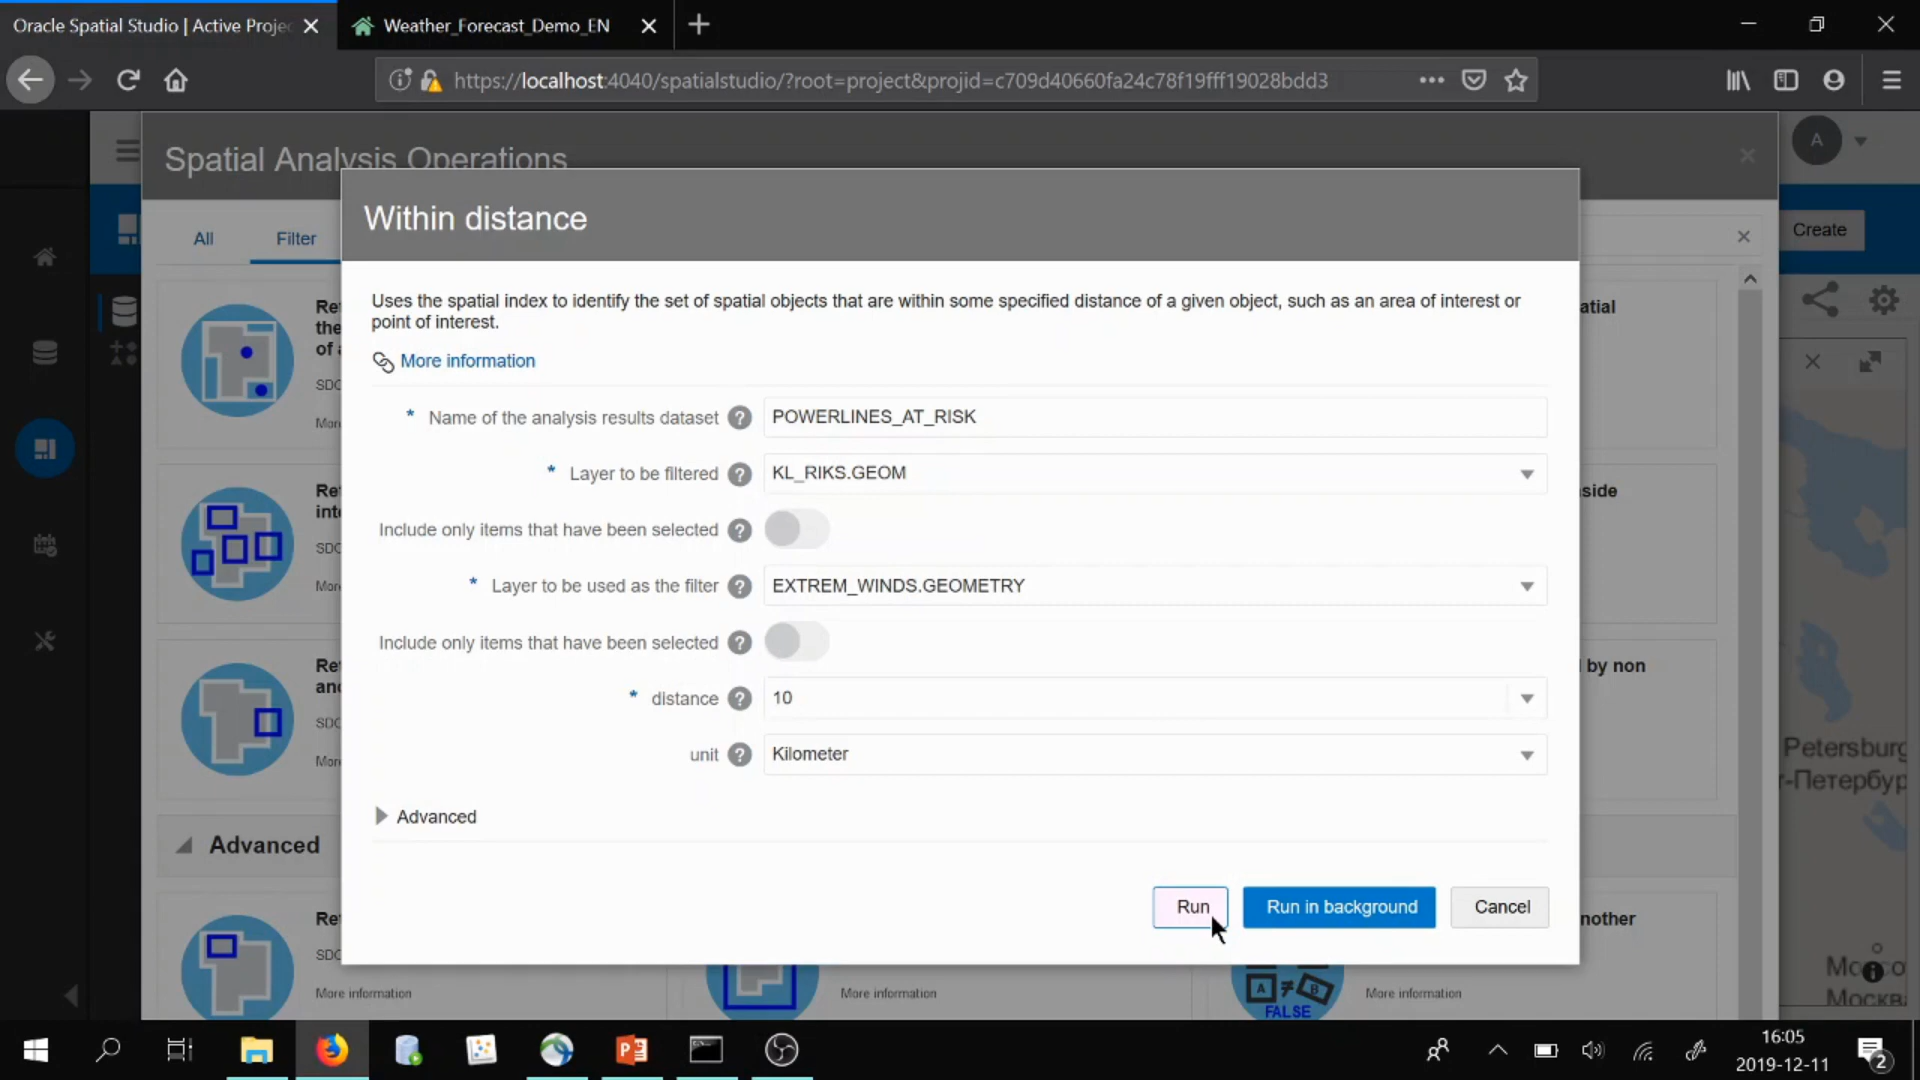 Oracle Spatial Studio | Active Proje
Weather_Forecast_Demo_EN
https://localhost:4040/spatialstudio/?root=project&projid=c709d40660fa24c78f19fff19028bdd3
Spatial Analysis Operations
A
Within distance
All
Filter
Create
Uses the spatial index to identify the set of spatial objects that are within some specified distance of a given object, such as an area of interest or
point of interest.
More information
* Name of the analysis results dataset ? POWERLINES_AT_RISK
* Layer to be filtered ? KL_RIKS.GEOM
Include only items that have been selected ?
* Layer to be used as the filter ? EXTREM_WINDS.GEOMETRY
Include only items that have been selected ?
* distance ? 10
unit ? Kilometer
Advanced
Run
Run in background
Cancel
Advanced
by non
Petersburg
nother
More information
More information
More information
A ≠ B
FALSE
16:05
2019-12-11
2